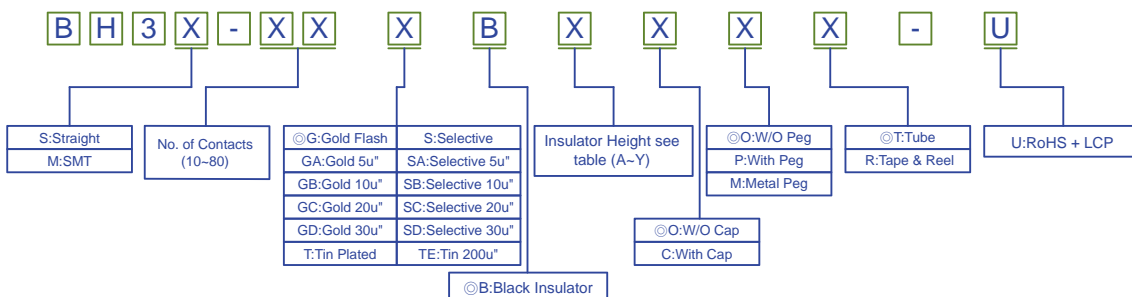 B H 3 X - X X X B X X X X - U
S:Straight
M:SMT
No. of Contacts
(10~80)
◎G:Gold Flash S:Selective
GA:Gold 5u" SA:Selective 5u"
GB:Gold 10u" SB:Selective 10u"
GC:Gold 20u" SC:Selective 20u"
GD:Gold 30u" SD:Selective 30u"
T:Tin Plated TE:Tin 200u"
◎B:Black Insulator
Insulator Height see
table (A~Y)
◎O:W/O Cap
C:With Cap
◎O:W/O Peg
P:With Peg
M:Metal Peg
◎T:Tube
R:Tape & Reel
U:RoHS + LCP